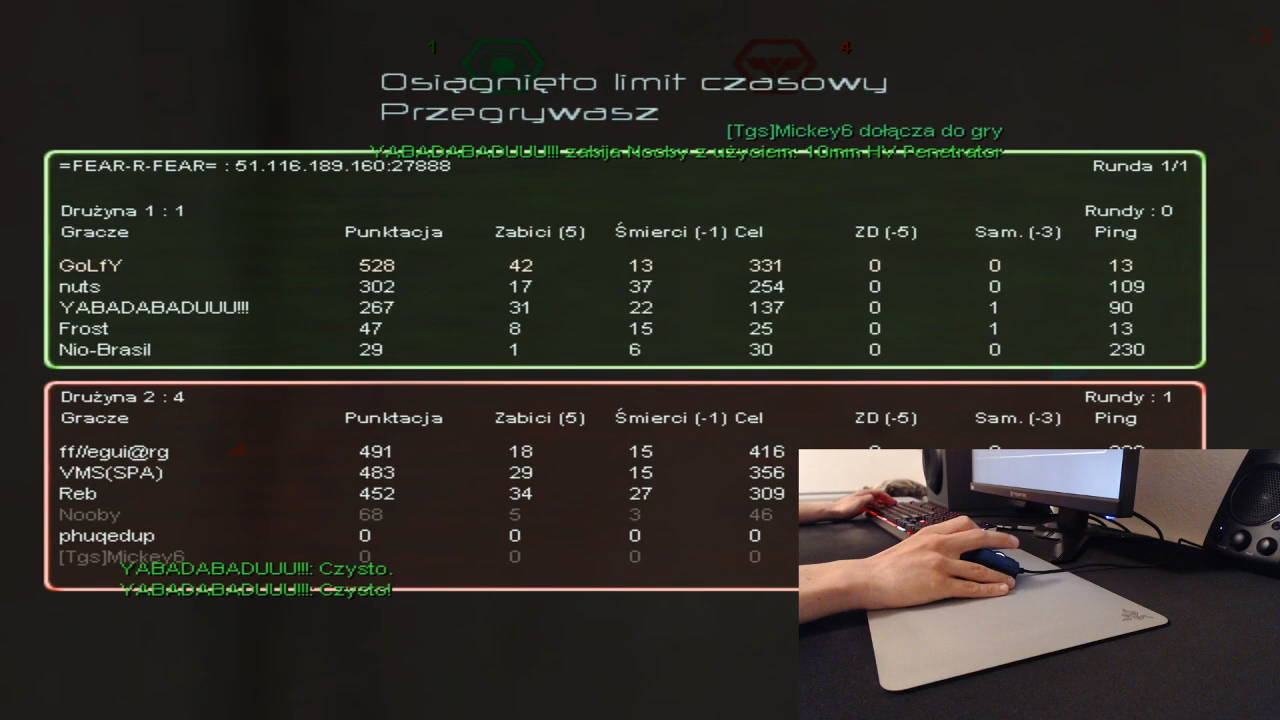 1
4
-3
Osiągnięto limit czasowy
Przegrywasz
[Tgs]Mickey6 dołącza do gry
YABADABADUUU!!! zabija Nooby z użyciem: 10mm HV Penetrator
=FEAR-R-FEAR= : 51.116.189.160:27888 Runda 1/1
Drużyna 1 : 1 Rundy : 0
Gracze Punktacja Zabici (5) Śmierci (-1) Cel ZD (-5) Sam. (-3) Ping
GoLfY 528 42 13 331 0 0 13
nuts 302 17 37 254 0 0 109
YABADABADUUU!!! 267 31 22 137 0 1 90
Frost 47 8 15 25 0 1 13
Nio-Brasil 29 1 6 30 0 0 230
Drużyna 2 : 4 Rundy : 1
Gracze Punktacja Zabici (5) Śmierci (-1) Cel ZD (-5) Sam. (-3) Ping
ff//egui@rg 491 18 15 416
VMS(SPA) 483 29 15 356
Reb 452 34 27 309
Nooby 68 5 3 46
phuqedup 0 0 0 0
[Tgs]Mickey6 0 0 0 0
YABADABADUUU!!!: Czysto.
YABADABADUUU!!!: Czysto!